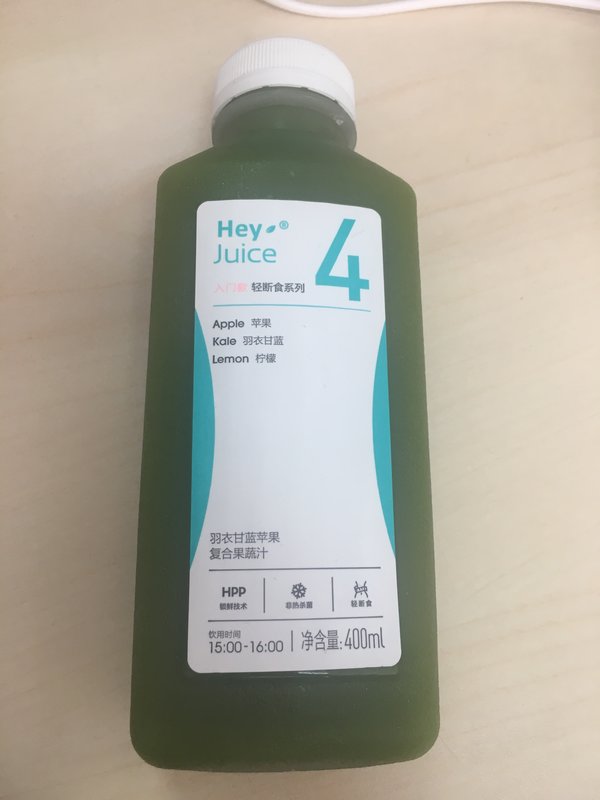 Hey®
Juice
4
入门款 轻断食系列
Apple 苹果
Kale 羽衣甘蓝
Lemon 柠檬
羽衣甘蓝苹果
复合果蔬汁
HPP
锁鲜技术
非热杀菌
轻断食
饮用时间
15:00-16:00
净含量:400ml